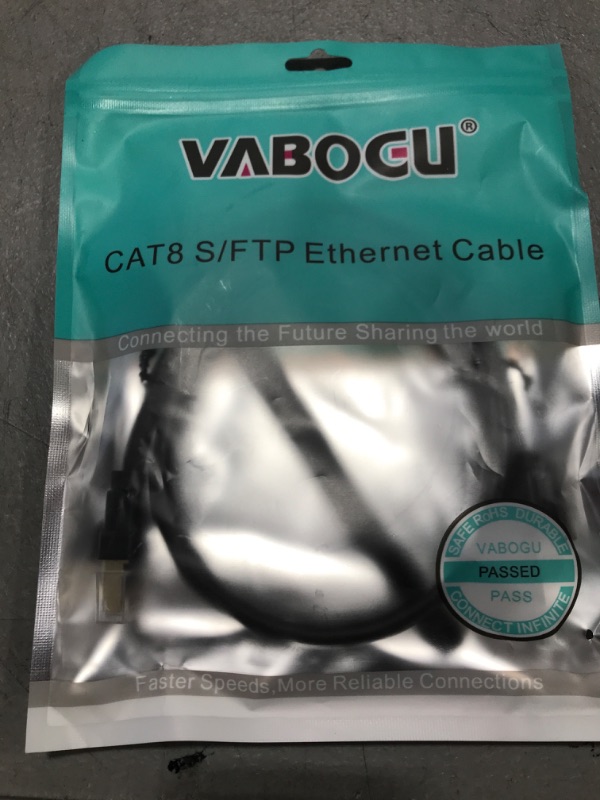 VABOGU®
CAT8 S/FTP Ethernet Cable
Connecting the Future Sharing the world
SAFE RoHS DURABLE
VABOGU
PASSED
PASS
CONNECT INFINITE
Faster Speeds,More Reliable Connections